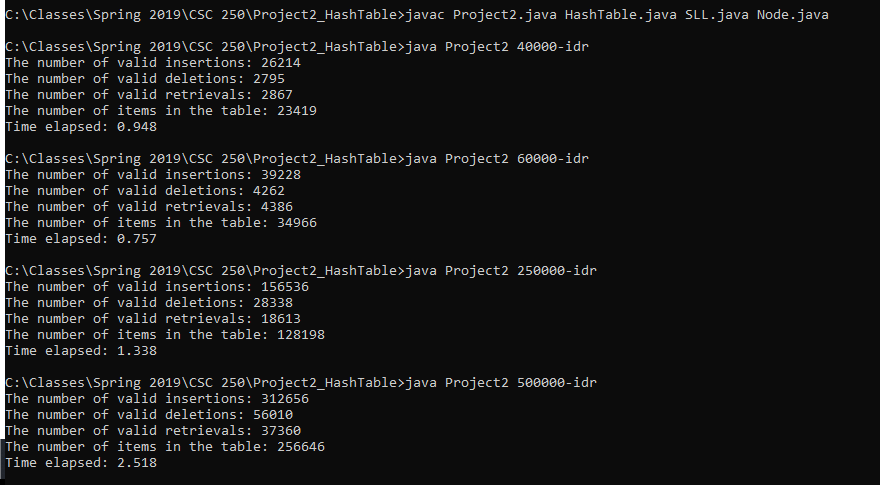 C:\Classes\Spring 2019\CSC 250\Project2_HashTable>javac Project2.java HashTable.java SLL.java Node.java
C:\Classes\Spring 2019\CSC 250\Project2_HashTable>java Project2 40000-idr
The number of valid insertions: 26214
The number of valid deletions: 2795
The number of valid retrievals: 2867
The number of items in the table: 23419
Time elapsed: 0.948
C:\Classes\Spring 2019\CSC 250\Project2_HashTable>java Project2 60000-idr
The number of valid insertions: 39228
The number of valid deletions: 4262
The number of valid retrievals: 4386
The number of items in the table: 34966
Time elapsed: 0.757
C:\Classes\Spring 2019\CSC 250\Project2_HashTable>java Project2 250000-idr
The number of valid insertions: 156536
The number of valid deletions: 28338
The number of valid retrievals: 18613
The number of items in the table: 128198
Time elapsed: 1.338
C:\Classes\Spring 2019\CSC 250\Project2_HashTable>java Project2 500000-idr
The number of valid insertions: 312656
The number of valid deletions: 56010
The number of valid retrievals: 37360
The number of items in the table: 256646
Time elapsed: 2.518